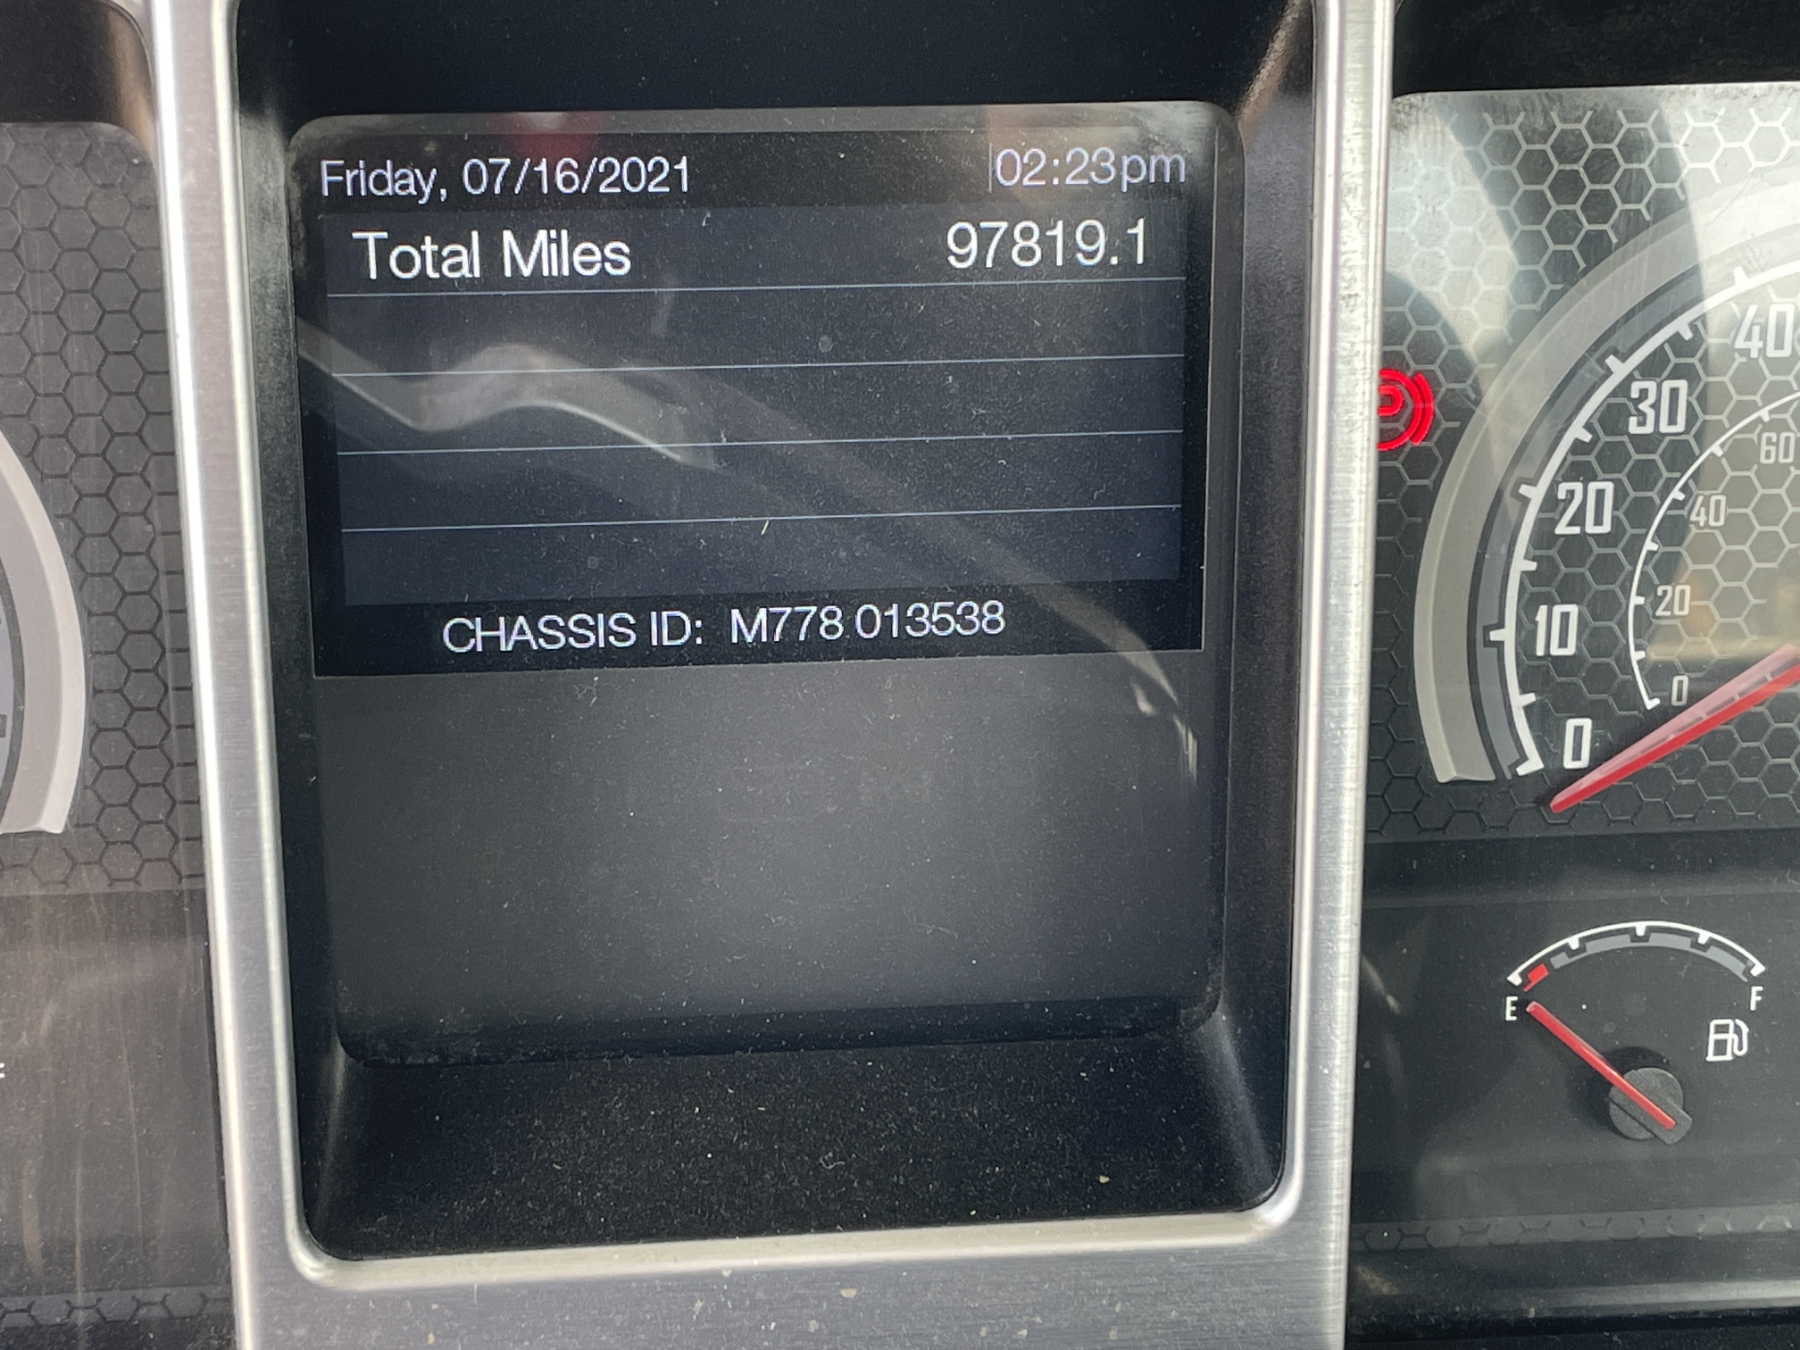 Friday, 07/16/2021 02:23pm
Total Miles 97819.1
CHASSIS ID: M778 013538
40
30
20
10
0
60
40
20
0
P
E F